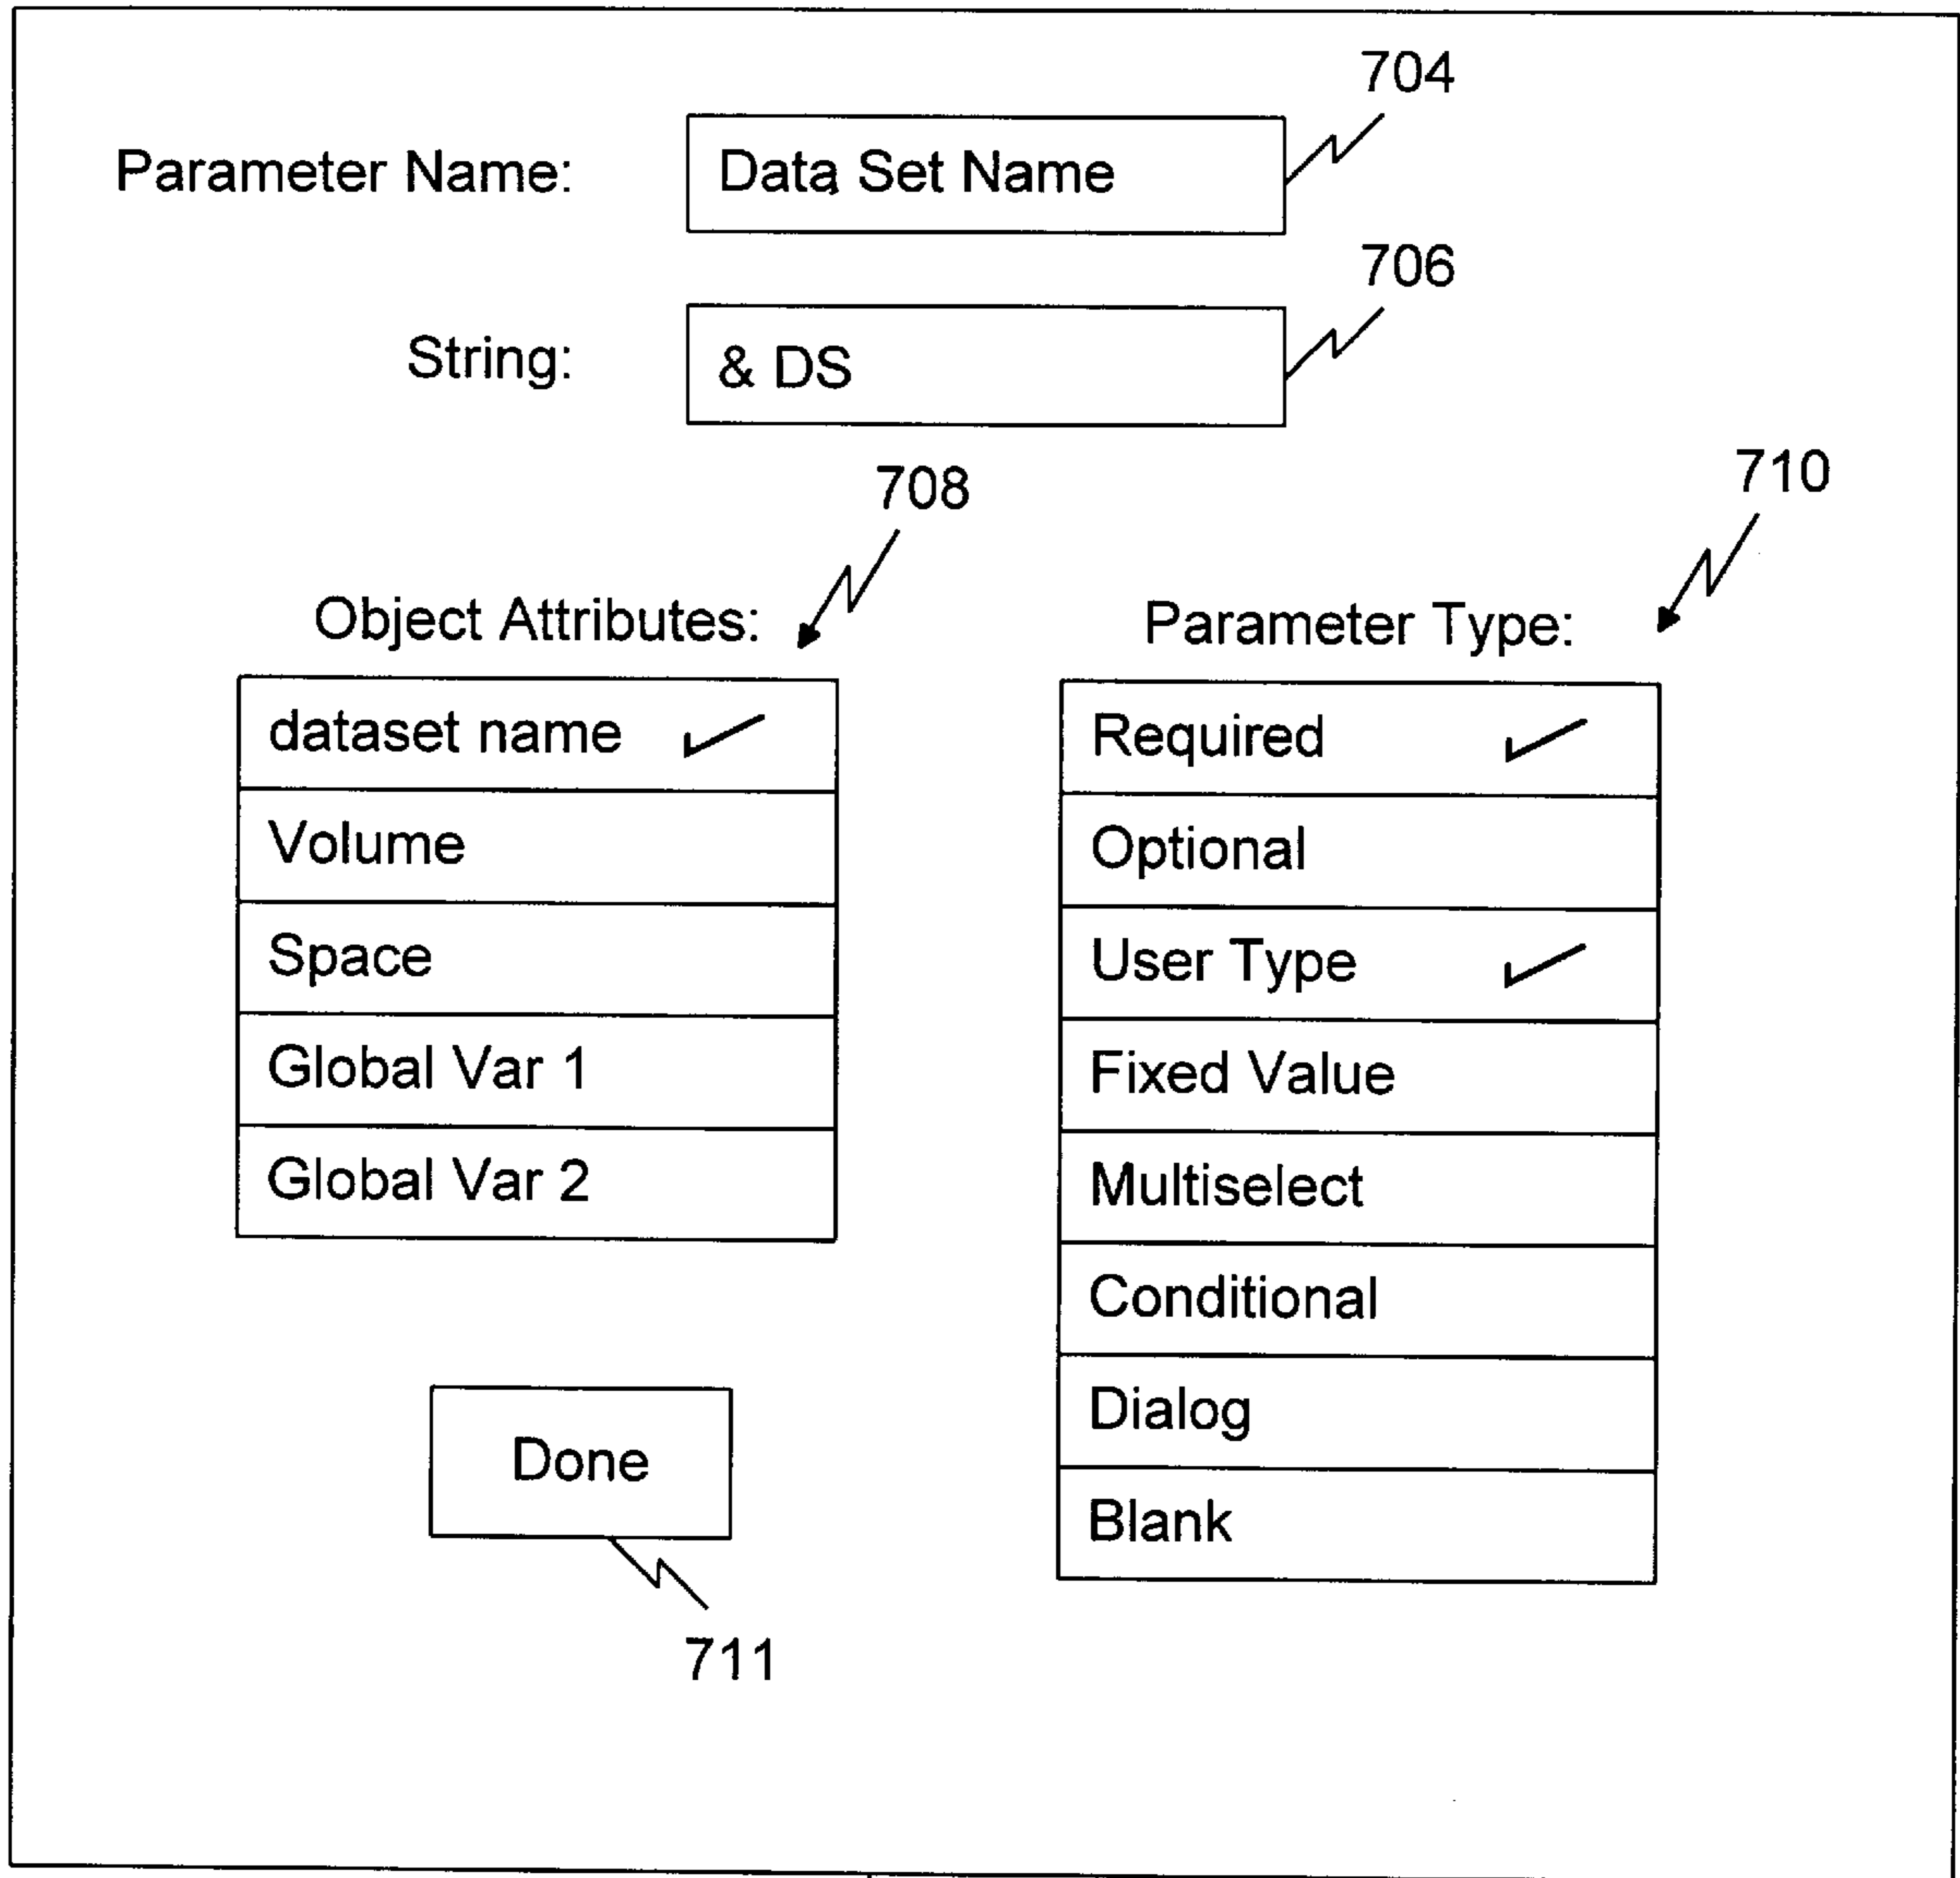 704
Parameter Name: Data Set Name
706
String: & DS
708
710
Object Attributes:
dataset name
Volume
Space
Global Var 1
Global Var 2
Parameter Type:
Required
Optional
User Type
Fixed Value
Multiselect
Conditional
Dialog
Blank
Done
711